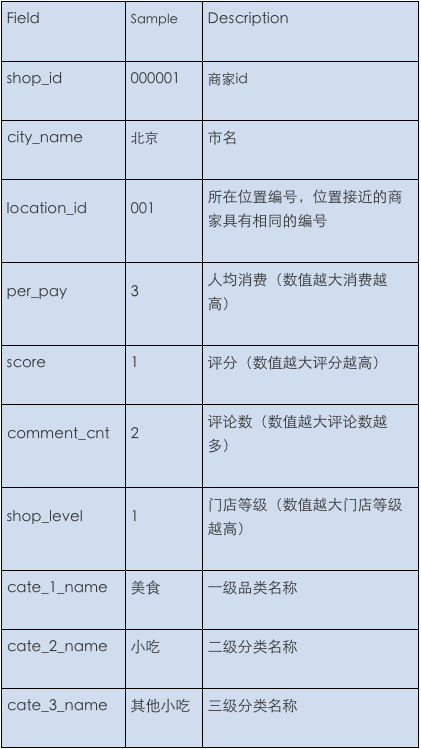 Field Sample Description
shop_id 000001 商家id
city_name 北京 市名
location_id 001 所在位置编号，位置接近的商
家具有相同的编号
per_pay 3 人均消费（数值越大消费越
高）
score 1 评分（数值越大评分越高）
comment_cnt 2 评论数（数值越大评论数越
多）
shop_level 1 门店等级（数值越大门店等级
越高）
cate_1_name 美食 一级品类名称
cate_2_name 小吃 二级分类名称
cate_3_name 其他小吃 三级分类名称